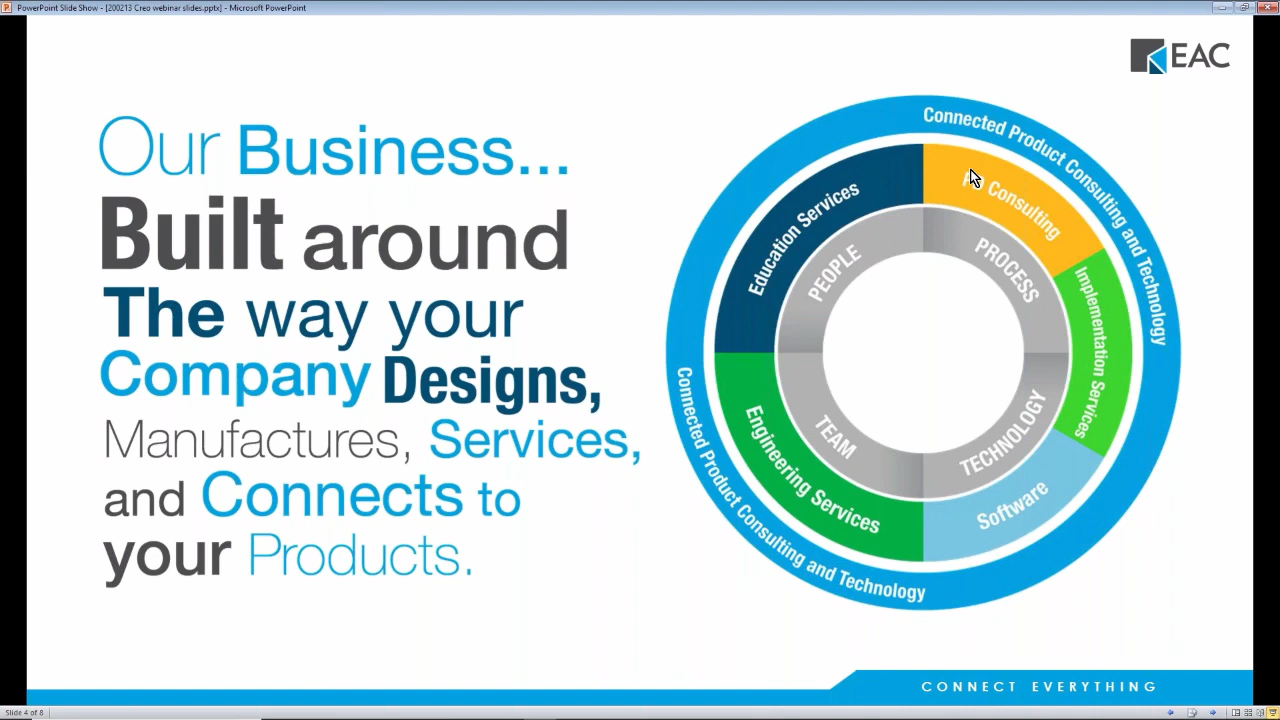 PowerPoint Slide Show - [200213 Creo webinar slides.pptx] - Microsoft PowerPoint
EAC
Our Business...
Built around
The way your
Company Designs,
Manufactures, Services,
and Connects to
your Products.
Connected Product Consulting and Technology
Education Services
Consulting
Implementation Services
PEOPLE
PROCESS
TEAM
TECHNOLOGY
Engineering Services
Software
Connected Product Consulting and Technology
CONNECT EVERYTHING
Slide 4 of 8